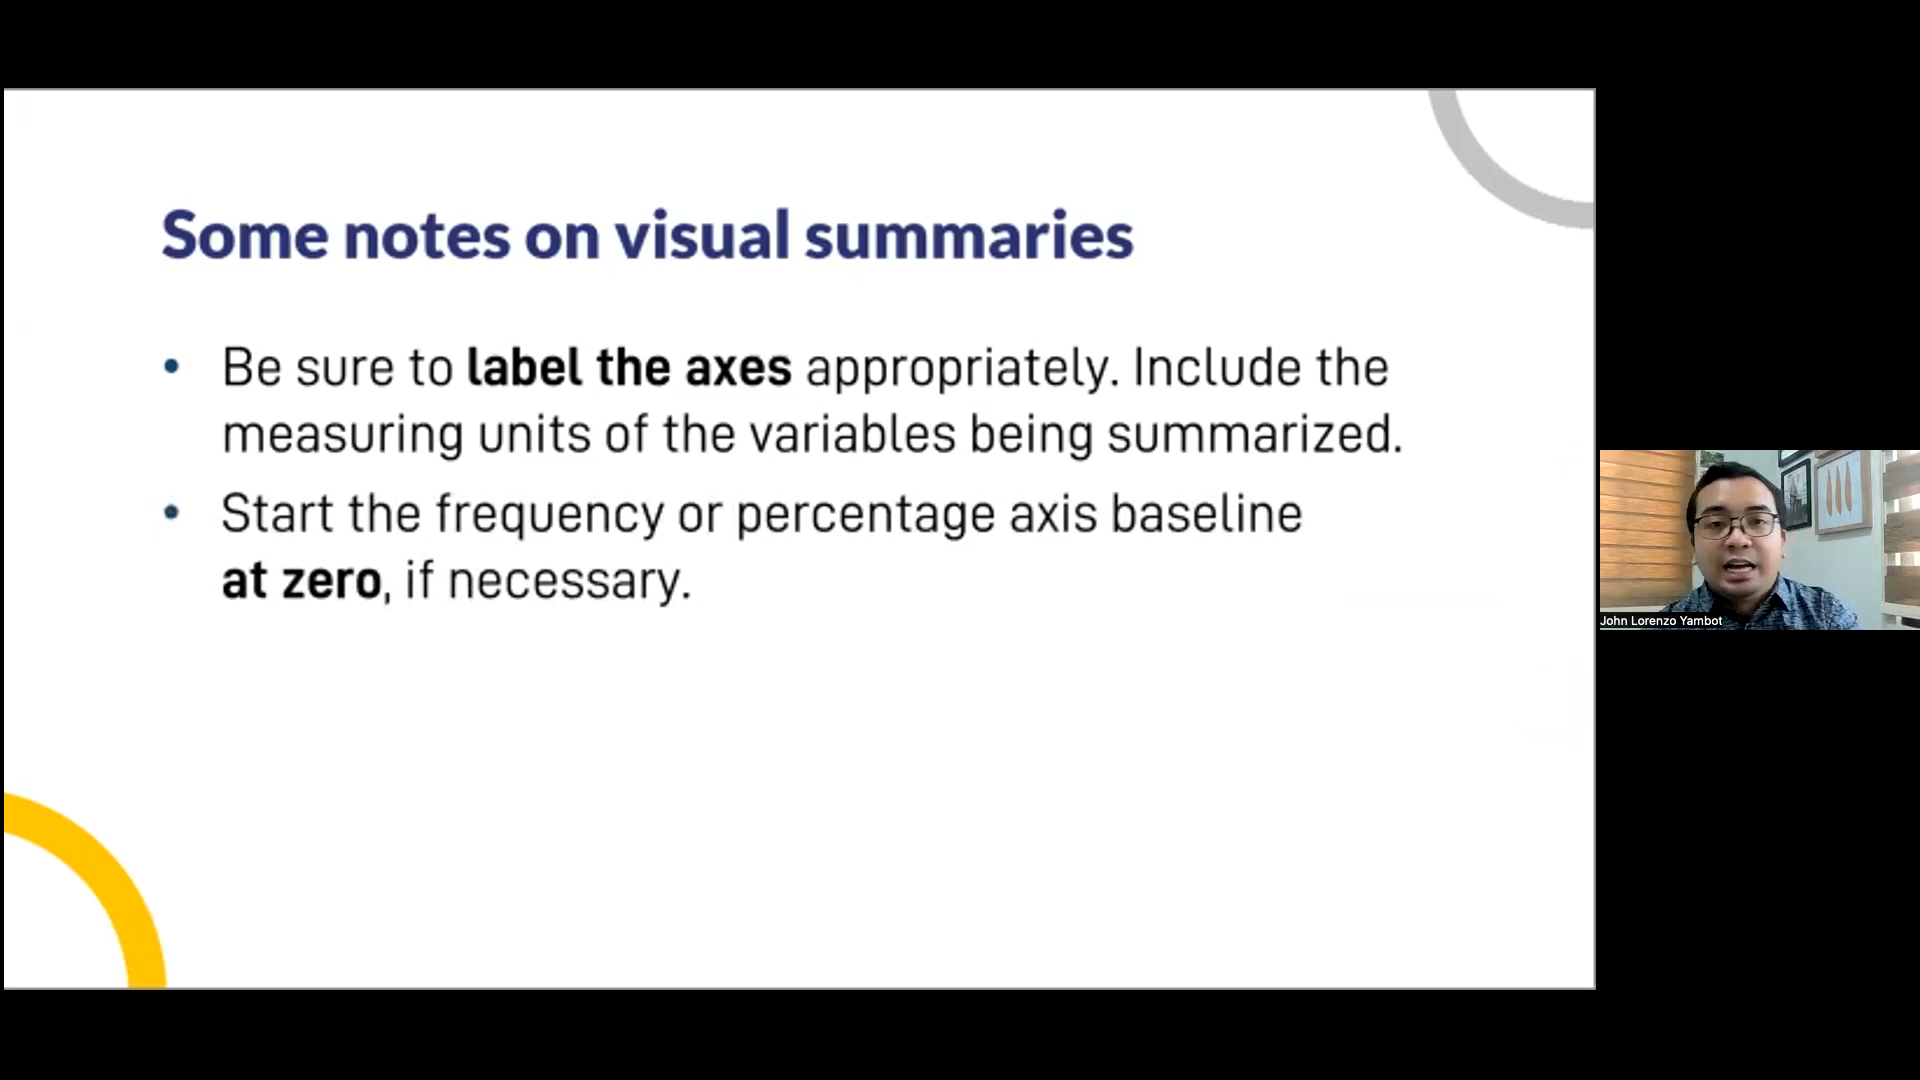 Some notes on visual summaries
• Be sure to label the axes appropriately. Include the
measuring units of the variables being summarized.
• Start the frequency or percentage axis baseline
at zero, if necessary.
John Lorenzo Yambot